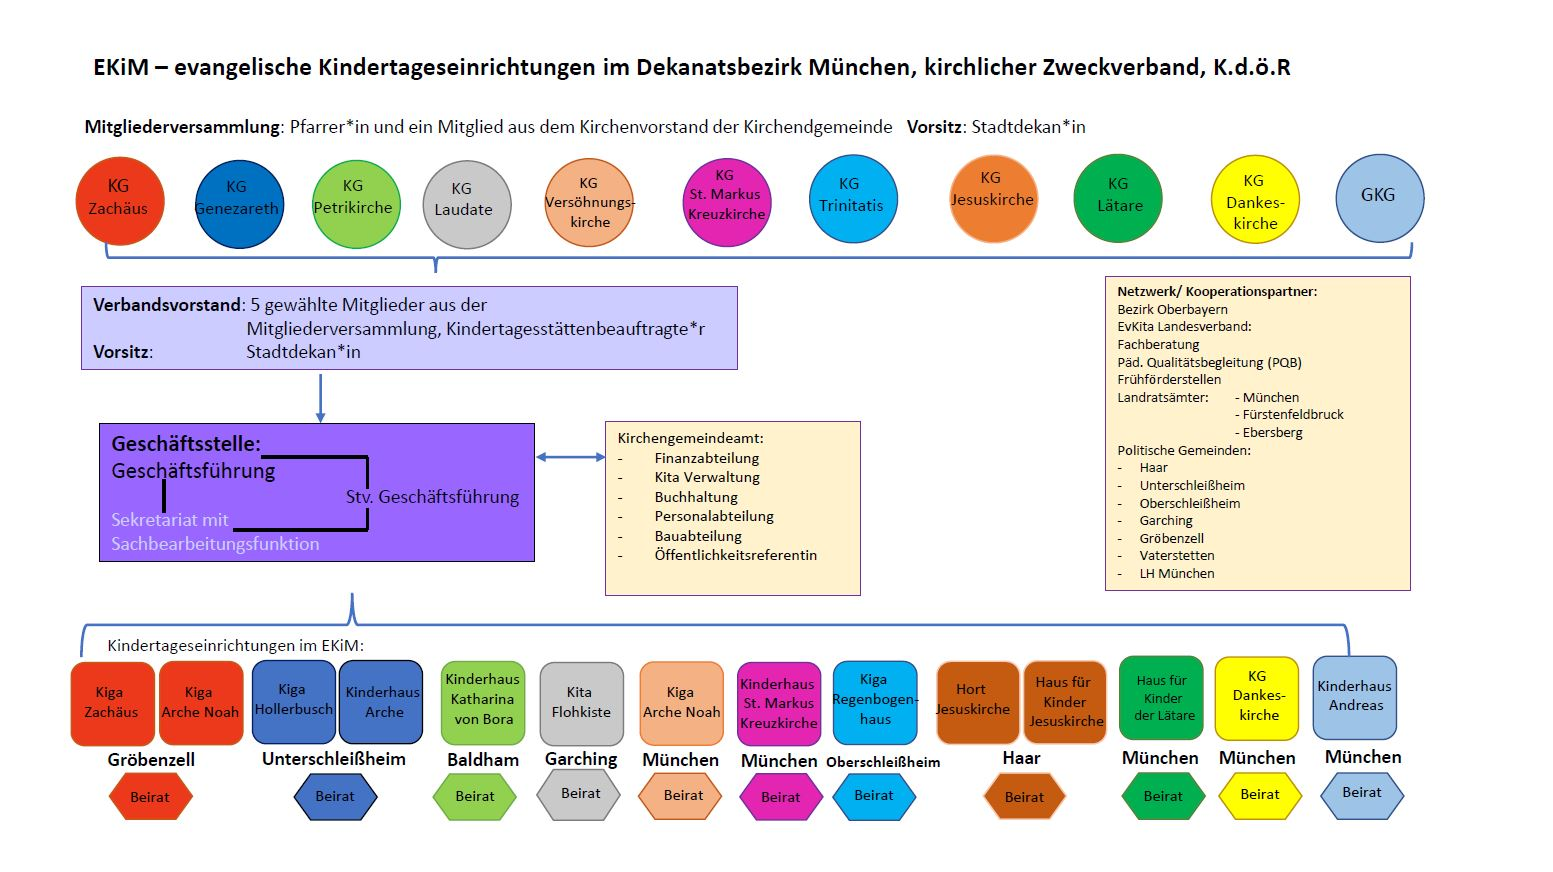 EKiM – evangelische Kindertageseinrichtungen im Dekanatsbezirk München, kirchlicher Zweckverband, K.d.ö.R
Mitgliederversammlung: Pfarrer*in und ein Mitglied aus dem Kirchenvorstand der Kirchendgemeinde Vorsitz: Stadtdekan*in
KG
Zachäus
KG
Genezareth
KG
Petrikirche
KG
Laudate
KG
Versöhnungs-
kirche
KG
St. Markus
Kreuzkirche
KG
Trinitatis
KG
Jesuskirche
KG
Lätare
KG
Dankes-
kirche
GKG
Verbandsvorstand: 5 gewählte Mitglieder aus der
Mitgliederversammlung, Kindertagesstättenbeauftragte*r
Vorsitz: Stadtdekan*in
Geschäftsstelle:
Geschäftsführung
Stv. Geschäftsführung
Sekretariat mit
Sachbearbeitungsfunktion
Kirchengemeindeamt:
- Finanzabteilung
- Kita Verwaltung
- Buchhaltung
- Personalabteilung
- Bauabteilung
- Öffentlichkeitsreferentin
Netzwerk/ Kooperationspartner:
Bezirk Oberbayern
EvKita Landesverband:
Fachberatung
Päd. Qualitätsbegleitung (PQB)
Frühförderstellen
Landratsämter: - München
- Fürstenfeldbruck
- Ebersberg
Politische Gemeinden:
- Haar
- Unterschleißheim
- Oberschleißheim
- Garching
- Gröbenzell
- Vaterstetten
- LH München
Kindertageseinrichtungen im EKiM:
Kiga
Zachäus
Kiga
Arche Noah
Kiga
Hollerbusch
Kinderhaus
Arche
Kinderhaus
Katharina
von Bora
Kita
Flohkiste
Kiga
Arche Noah
Kinderhaus
St. Markus
Kreuzkirche
Kiga
Regenbogen-
haus
Hort
Jesuskirche
Haus für
Kinder
Jesuskirche
Haus für
Kinder
der Lätare
KG
Dankes-
kirche
Kinderhaus
Andreas
Gröbenzell
Unterschleißheim
Baldham
Garching
München
München
Oberschleißheim
Haar
München
München
München
Beirat
Beirat
Beirat
Beirat
Beirat
Beirat
Beirat
Beirat
Beirat
Beirat
Beirat